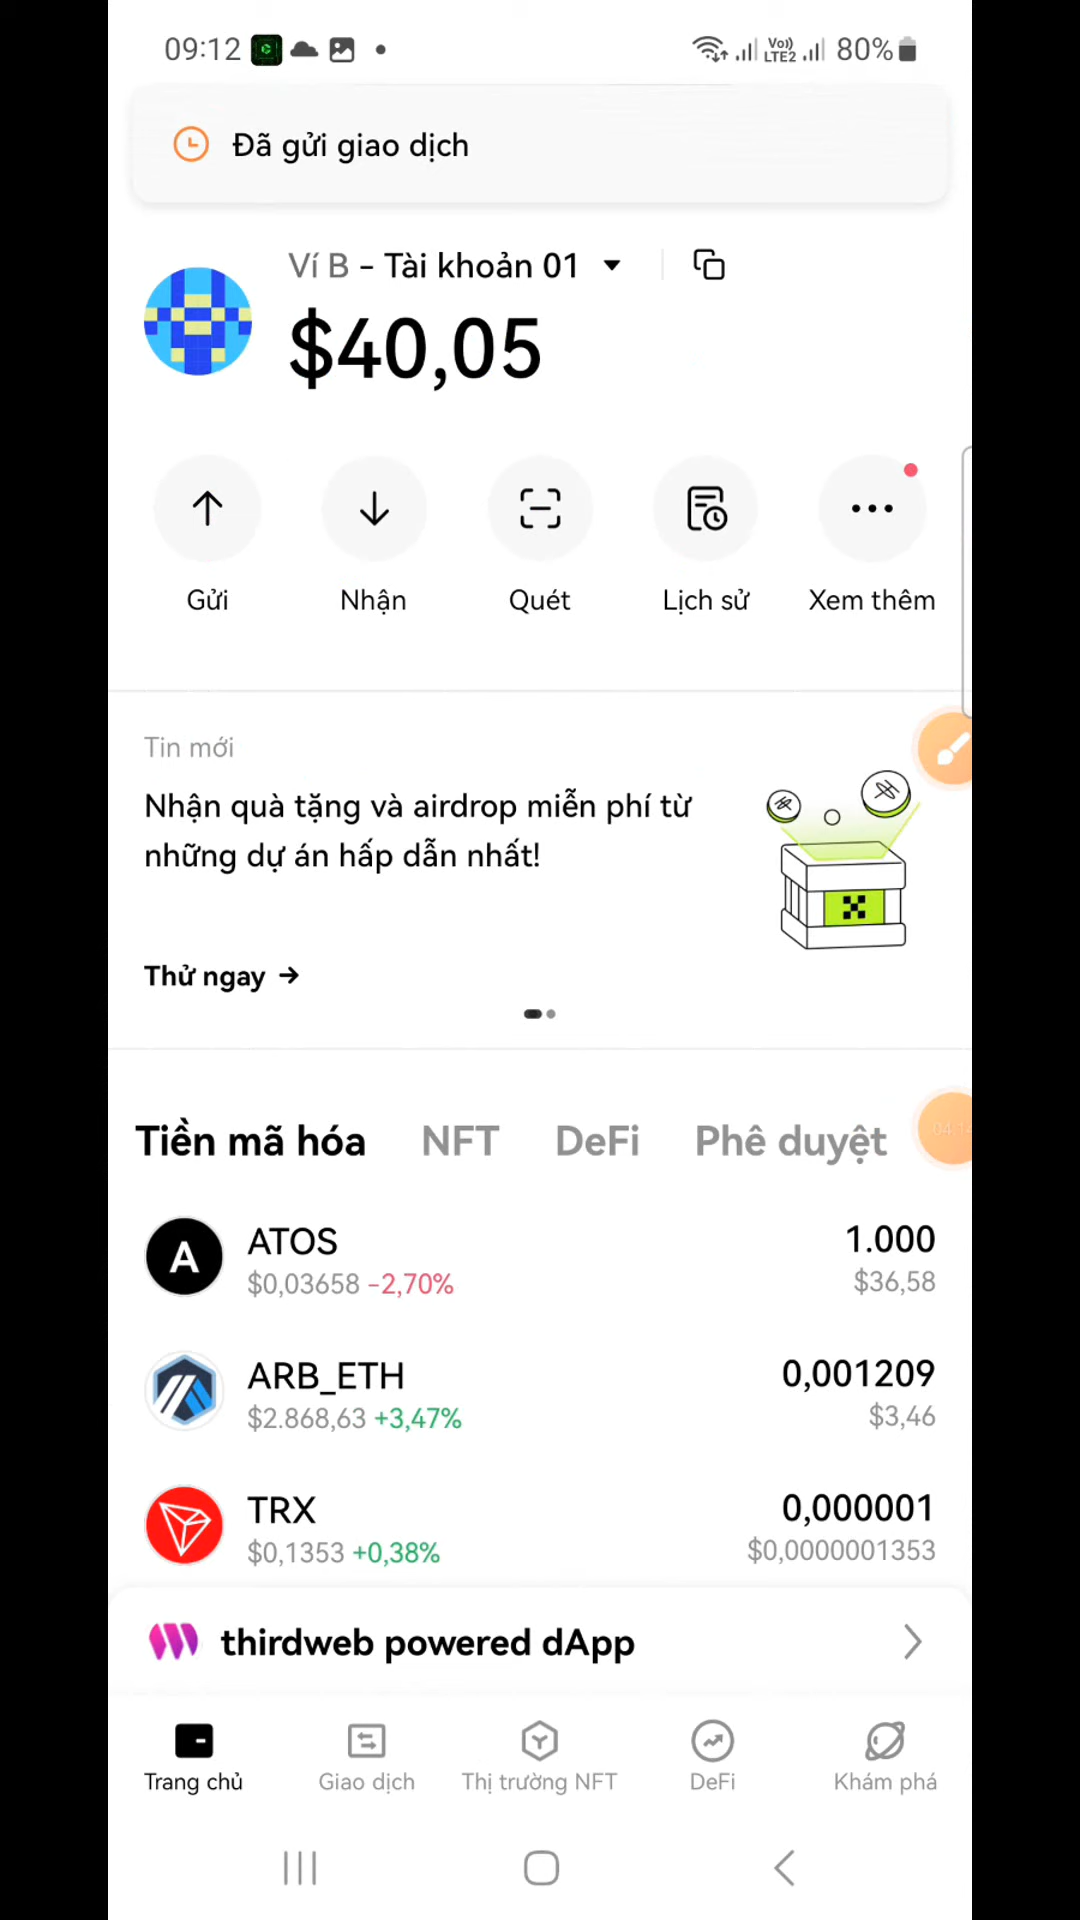 09:12
Vo))
LTE2
80%
Đã gửi giao dịch
Ví B - Tài khoản 01
$40,05
Gửi
Nhận
Quét
Lịch sử
Xem thêm
Tin mới
Nhận quà tặng và airdrop miễn phí từ
những dự án hấp dẫn nhất!
Thử ngay →
Tiền mã hóa
NFT
DeFi
Phê duyệt
ATOS
1.000
$0,03658 -2,70%
$36,58
ARB_ETH
0,001209
$2.868,63 +3,47%
$3,46
TRX
0,000001
$0,1353 +0,38%
$0,0000001353
thirdweb powered dApp
Trang chủ
Giao dịch
Thị trường NFT
DeFi
Khám phá